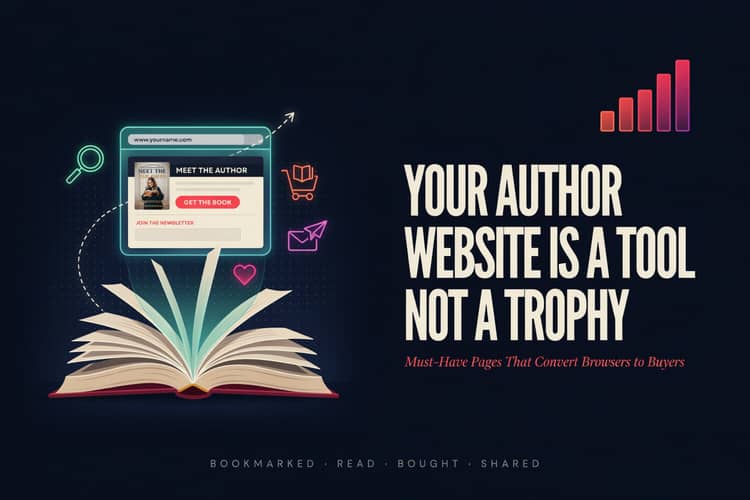 www.yourname.com
MEET THE
MEET THE AUTHOR
GET THE BOOK
JOIN THE NEWSLETTER
YOUR AUTHOR
WEBSITE IS A TOOL
NOT A TROPHY
Must-Have Pages That Convert Browsers to Buyers
BOOKMARKED · READ · BOUGHT · SHARED